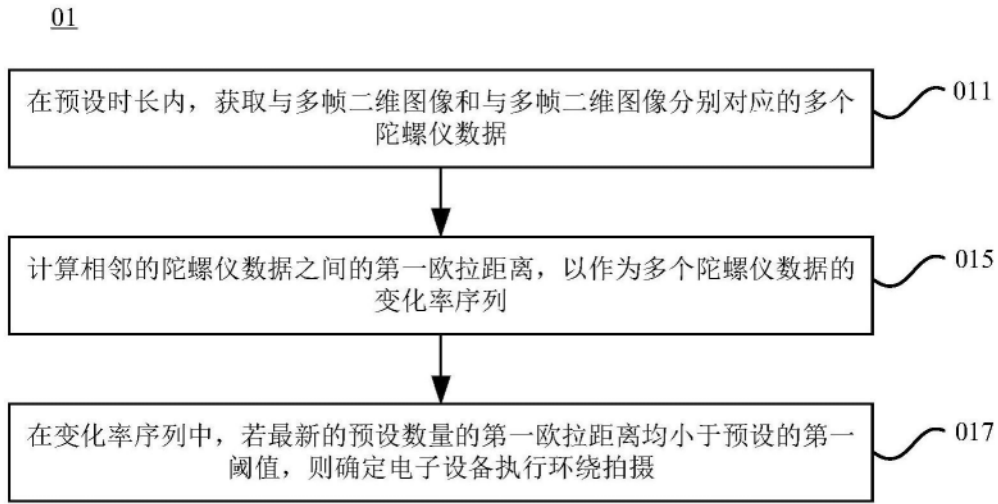 01
在预设时长内，获取与多帧二维图像和与多帧二维图像分别对应的多个
陀螺仪数据
011
计算相邻的陀螺仪数据之间的第一欧拉距离，以作为多个陀螺仪数据的
变化率序列
015
在变化率序列中，若最新的预设数量的第一欧拉距离均小于预设的第一
阈值，则确定电子设备执行环绕拍摄
017